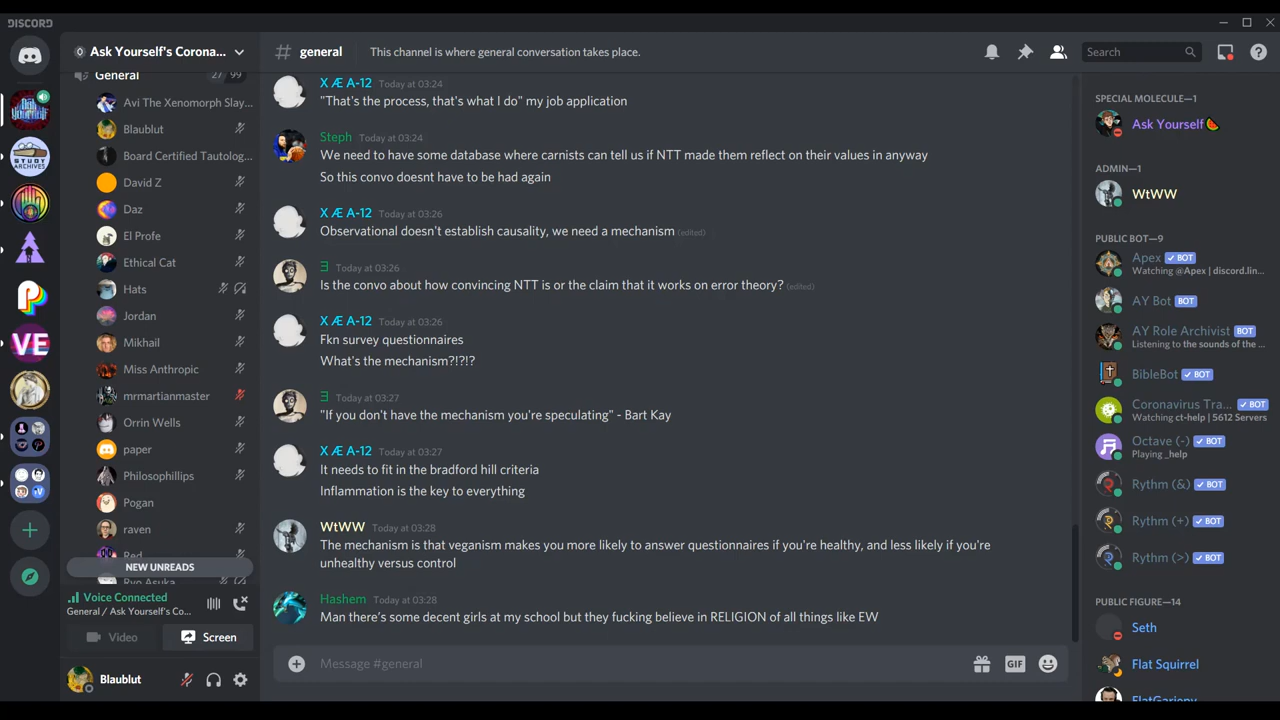 DISCORD
Ask Yourself's Corona...
# general
This channel is where general conversation takes place.
Search
General
27 99
Avi The Xenomorph Slay...
Blaublut
Board Certified Tautolog...
David Z
Daz
El Profe
Ethical Cat
Hats
Jordan
Mikhail
Miss Anthropic
mrmartianmaster
Orrin Wells
paper
Philosophillips
Pogan
raven
Red
Ryo Asuka
NEW UNREADS
Voice Connected
General / Ask Yourself's Co...
Video
Screen
Blaublut
X Æ A-12 Today at 03:24
"That's the process, that's what I do" my job application
Steph Today at 03:24
We need to have some database where carnists can tell us if NTT made them reflect on their values in anyway
So this convo doesnt have to be had again
X Æ A-12 Today at 03:26
Observational doesn't establish causality, we need a mechanism (edited)
Ǝ Today at 03:26
Is the convo about how convincing NTT is or the claim that it works on error theory? (edited)
X Æ A-12 Today at 03:26
Fkn survey questionnaires
What's the mechanism?!?!?
Ǝ Today at 03:27
"If you don't have the mechanism you're speculating" - Bart Kay
X Æ A-12 Today at 03:27
It needs to fit in the bradford hill criteria
Inflammation is the key to everything
WtWW Today at 03:28
The mechanism is that veganism makes you more likely to answer questionnaires if you're healthy, and less likely if you're
unhealthy versus control
Hashem Today at 03:28
Man there's some decent girls at my school but they fucking believe in RELIGION of all things like EW
Message #general
GIF
SPECIAL MOLECULE—1
Ask Yourself🍉
ADMIN—1
WtWW
PUBLIC BOT—9
Apex ✓ BOT
Watching @Apex | discord.lin...
AY Bot BOT
AY Role Archivist BOT
Listening to the sounds of the ...
BibleBot ✓ BOT
Coronavirus Tra... ✓ BOT
Watching ct-help | 5612 Servers
Octave (-) ✓ BOT
Playing _help
Rythm (&) ✓ BOT
Rythm (+) ✓ BOT
Rythm (>) ✓ BOT
PUBLIC FIGURE—14
Seth
Flat Squirrel